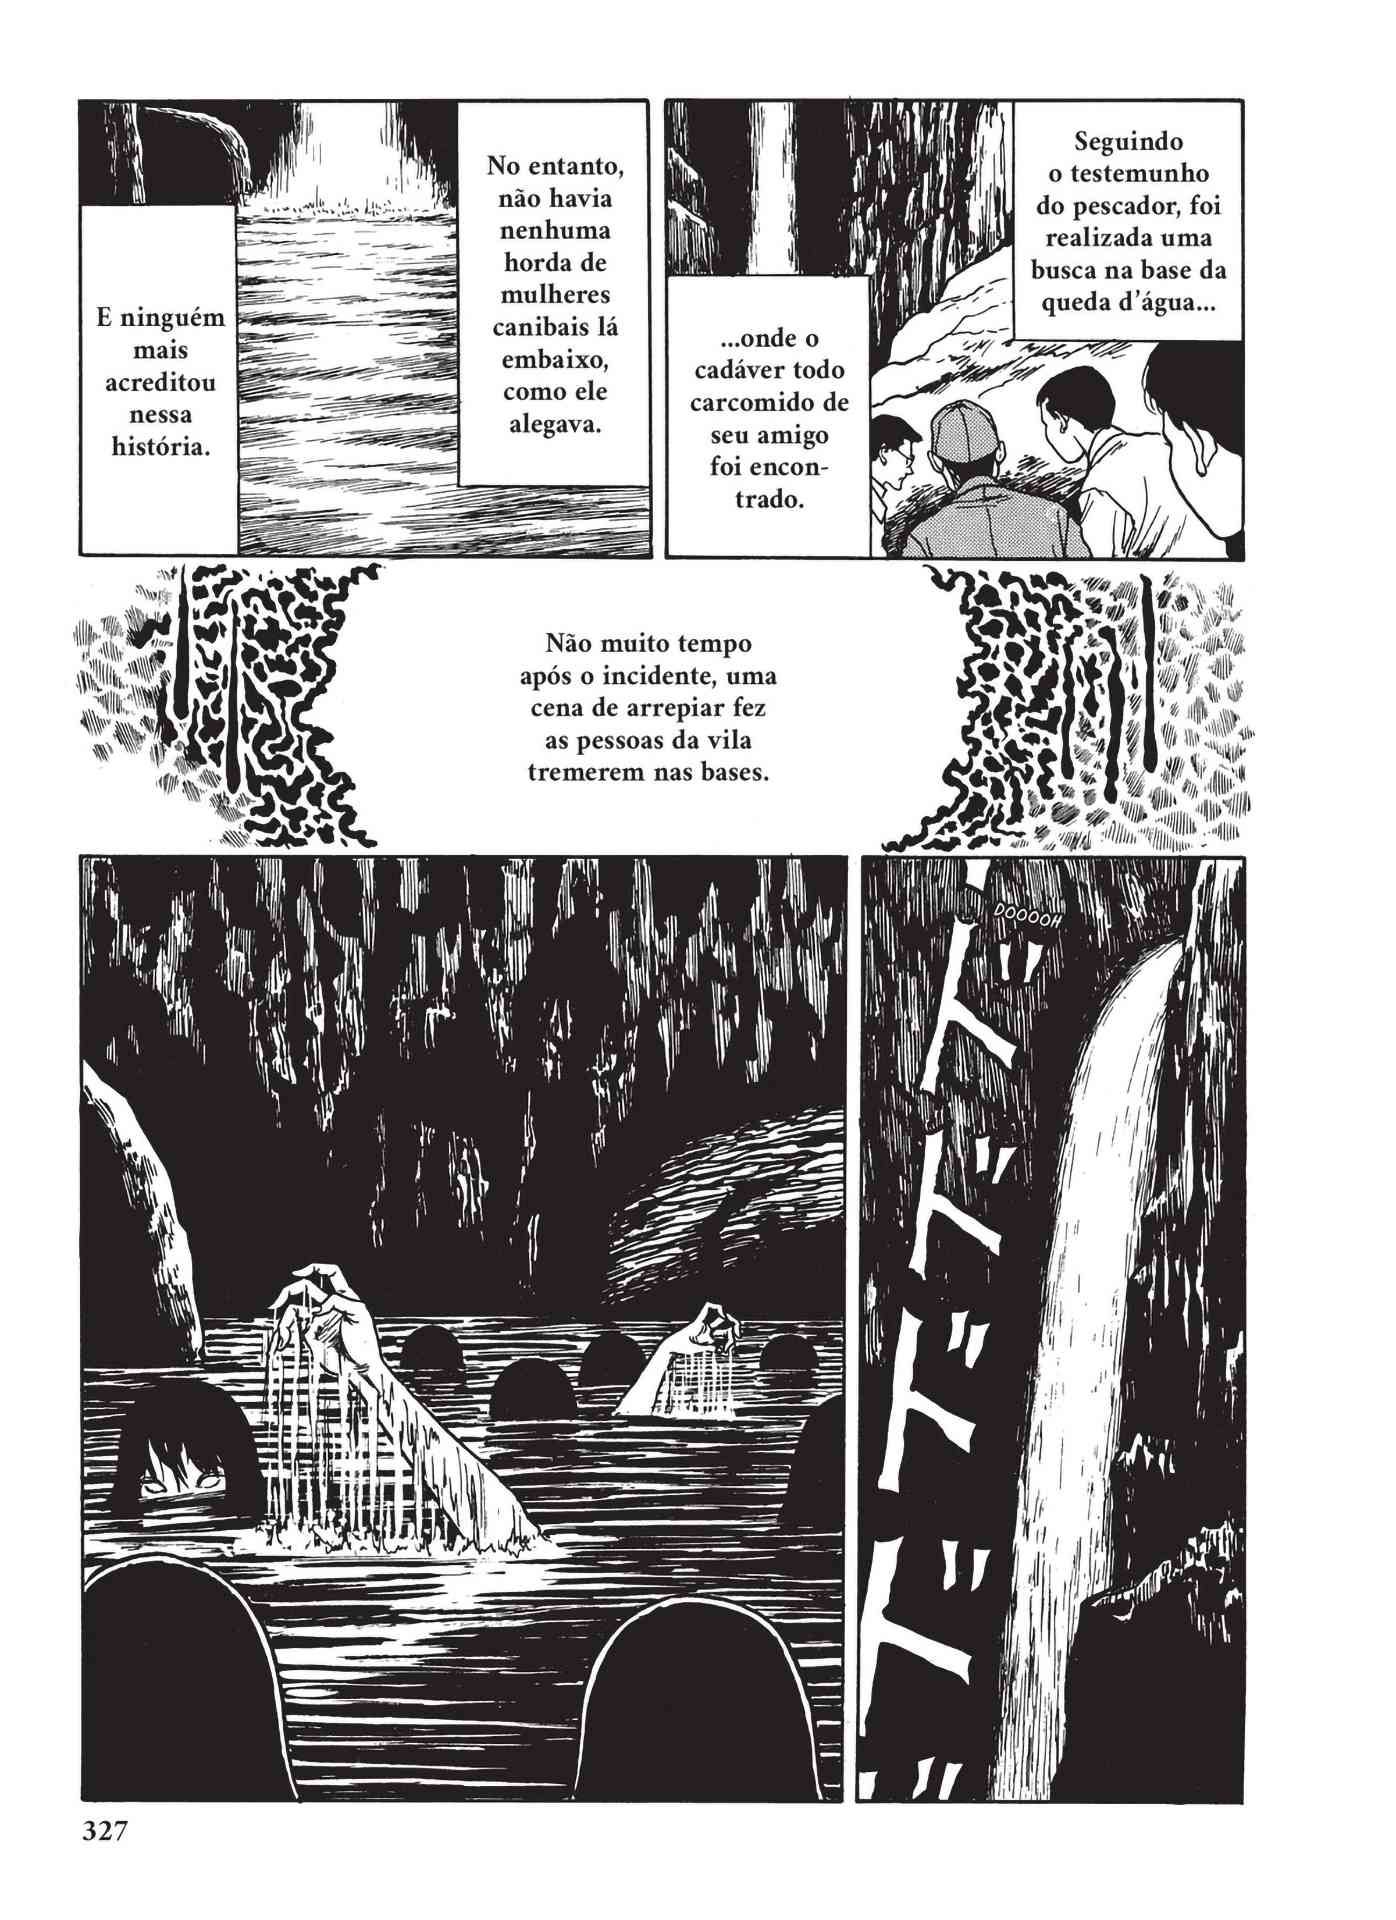 Seguindo
o testemunho
do pescador, foi
realizada uma
busca na base da
queda d'água...
...onde o
cadáver todo
carcomido de
seu amigo
foi encon-
trado.
No entanto,
não havia
nenhuma
horda de
mulheres
canibais lá
embaixo,
como ele
alegava.
E ninguém
mais
acreditou
nessa
história.
Não muito tempo
após o incidente, uma
cena de arrepiar fez
as pessoas da vila
tremerem nas bases.
DOOOOH
ドドドドド
327